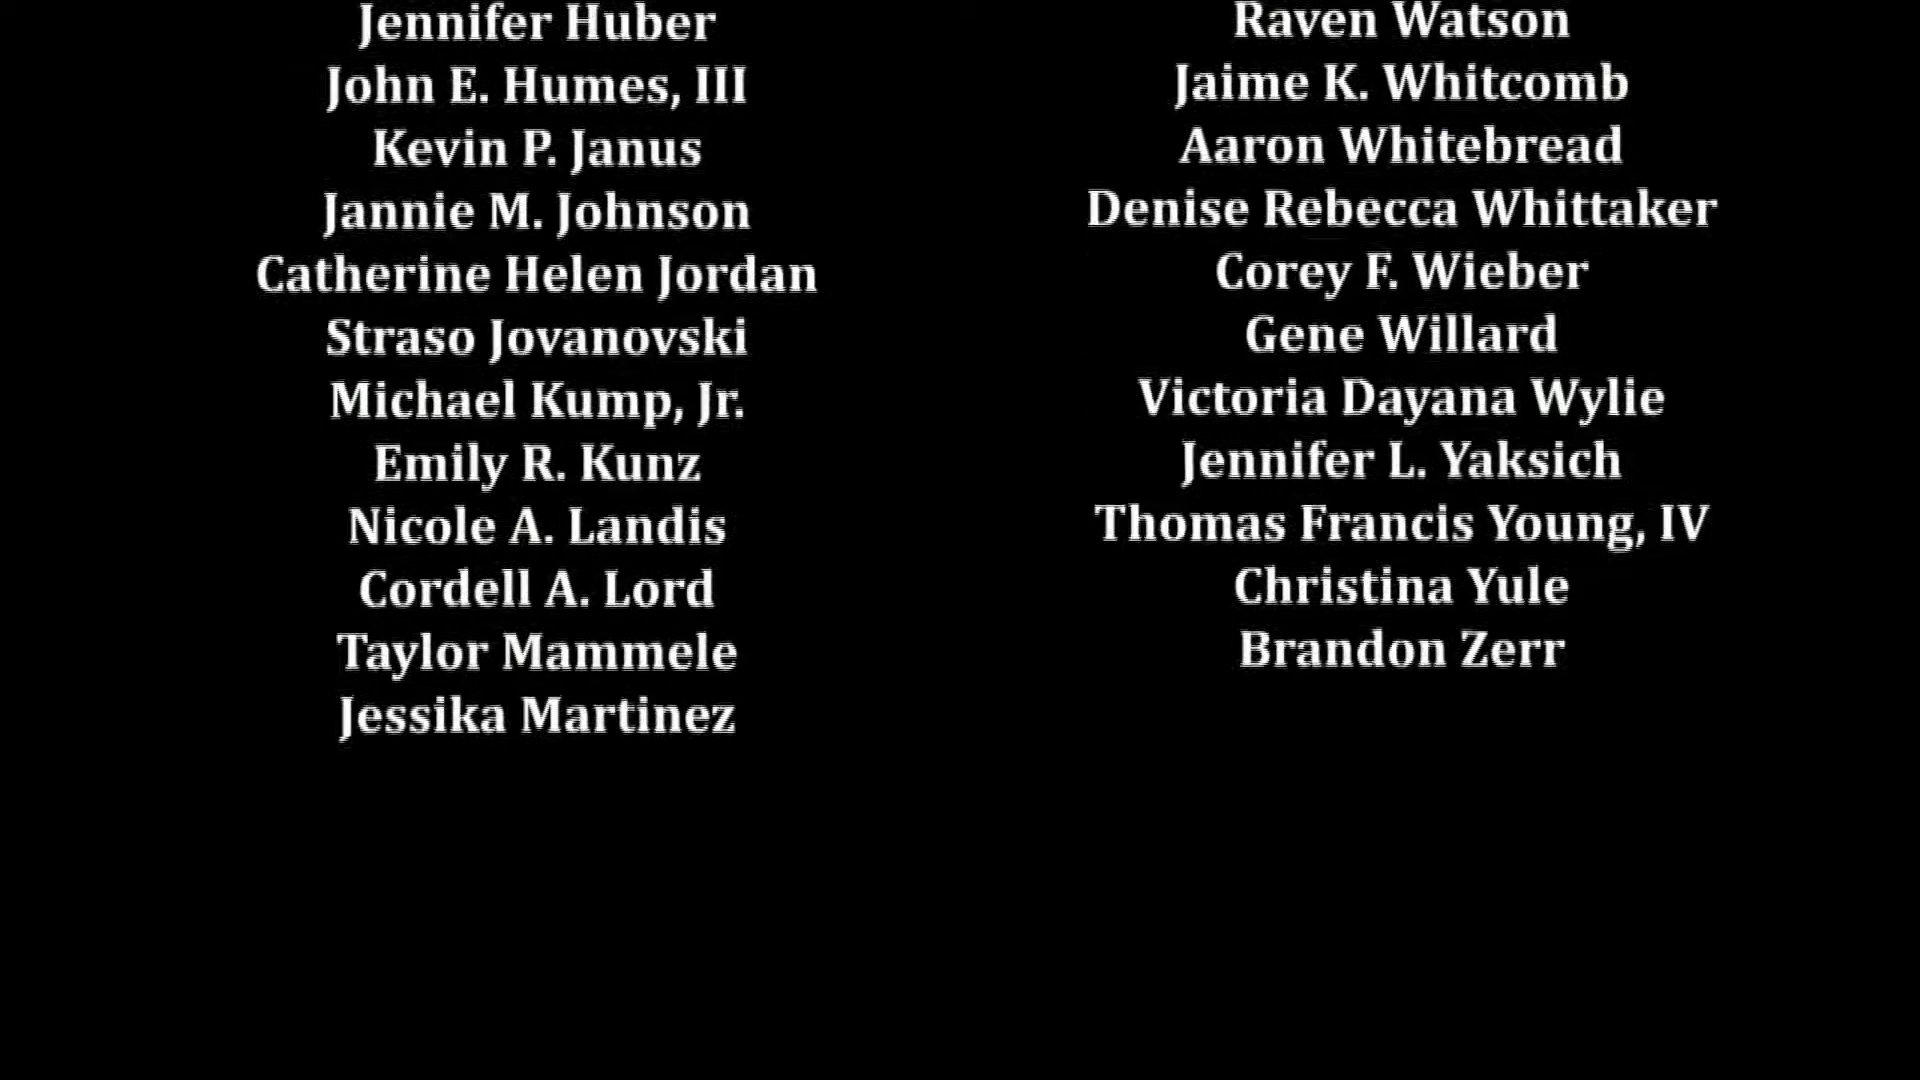 Jennifer Huber
John E. Humes, III
Kevin P. Janus
Jannie M. Johnson
Catherine Helen Jordan
Straso Jovanovski
Michael Kump, Jr.
Emily R. Kunz
Nicole A. Landis
Cordell A. Lord
Taylor Mammele
Jessika Martinez
Raven Watson
Jaime K. Whitcomb
Aaron Whitebread
Denise Rebecca Whittaker
Corey F. Wieber
Gene Willard
Victoria Dayana Wylie
Jennifer L. Yaksich
Thomas Francis Young, IV
Christina Yule
Brandon Zerr